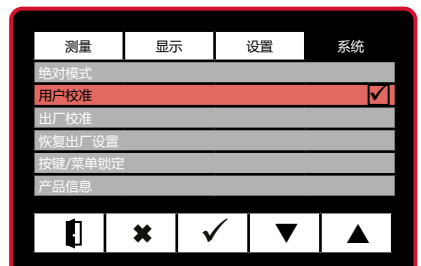 测量 显示 设置 系统
绝对模式
用户校准
出厂校准
恢复出厂设置
按键/菜单锁定
产品信息